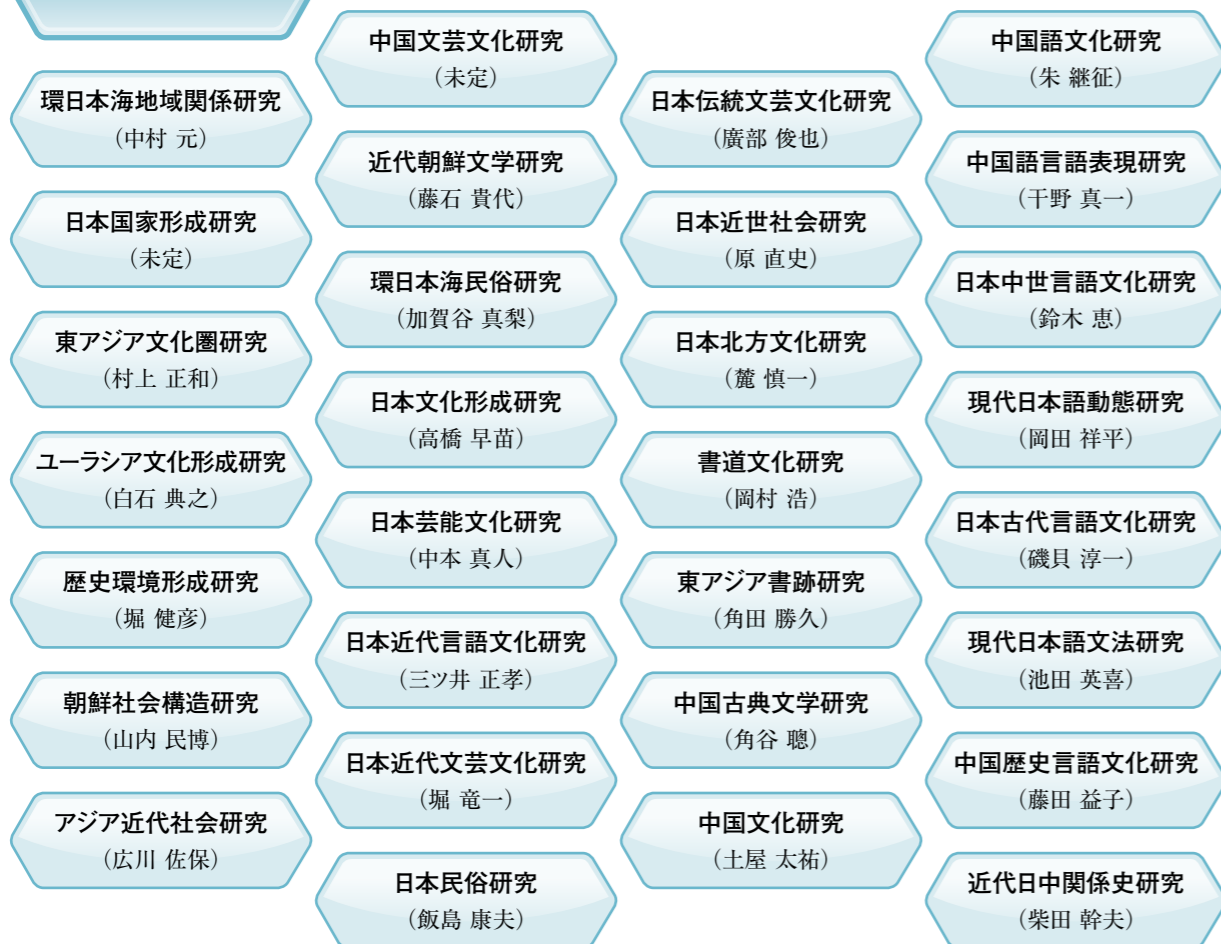 環日本海地域関係研究
（中村 元）
日本国家形成研究
（未定）
東アジア文化圏研究
（村上 正和）
ユーラシア文化形成研究
（白石 典之）
歴史環境形成研究
（堀 健彦）
朝鮮社会構造研究
（山内 民博）
アジア近代社会研究
（広川 佐保）
中国文芸文化研究
（未定）
近代朝鮮文学研究
（藤石 貴代）
環日本海民俗研究
（加賀谷 真梨）
日本文化形成研究
（高橋 早苗）
日本芸能文化研究
（中本 真人）
日本近代言語文化研究
（三ツ井 正孝）
日本近代文芸文化研究
（堀 竜一）
日本民俗研究
（飯島 康夫）
日本伝統文芸文化研究
（廣部 俊也）
日本近世社会研究
（原 直史）
日本北方文化研究
（麓 慎一）
書道文化研究
（岡村 浩）
東アジア書跡研究
（角田 勝久）
中国古典文学研究
（角谷 聰）
中国文化研究
（土屋 太祐）
中国語文化研究
（朱 継征）
中国語言語表現研究
（干野 真一）
日本中世言語文化研究
（鈴木 恵）
現代日本語動態研究
（岡田 祥平）
日本古代言語文化研究
（磯貝 淳一）
現代日本語文法研究
（池田 英喜）
中国歴史言語文化研究
（藤田 益子）
近代日中関係史研究
（柴田 幹夫）